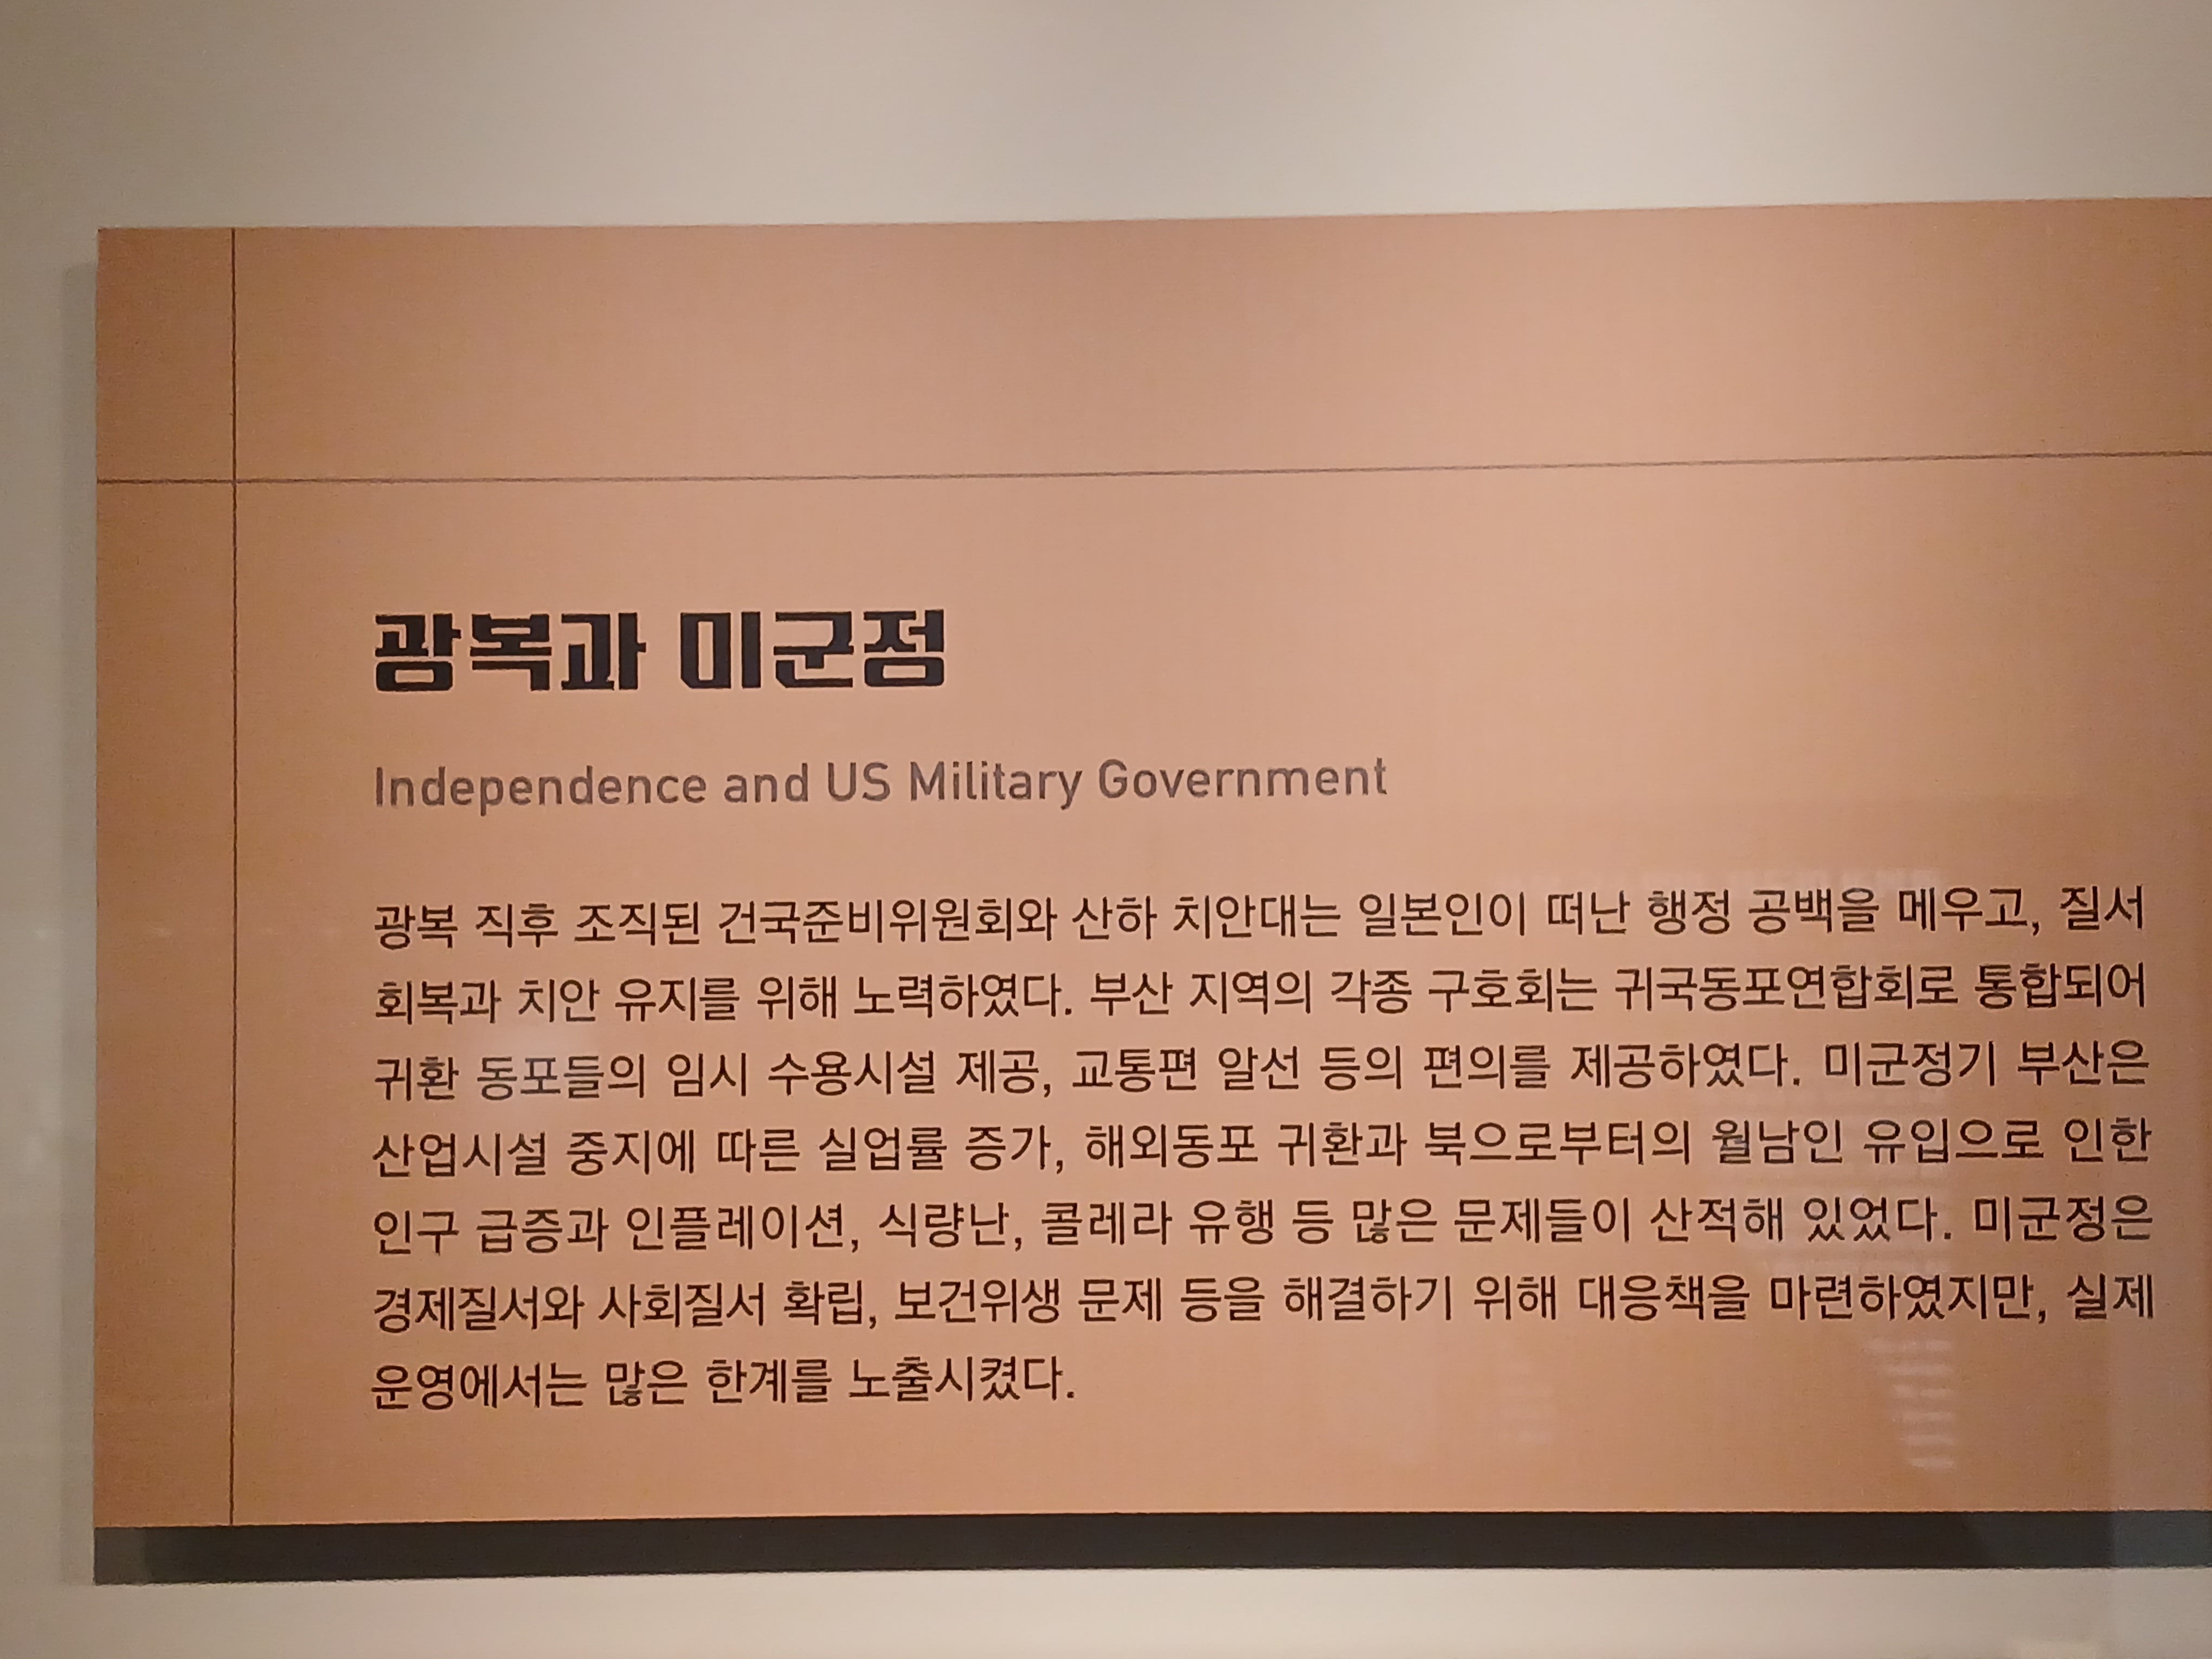 광복과 미군정
Independence and US Military Government
광복 직후 조직된 건국준비위원회와 산하 치안대는 일본인이 떠난 행정 공백을 메우고, 질서
회복과 치안 유지를 위해 노력하였다. 부산 지역의 각종 구호회는 귀국동포연합회로 통합되어
귀환 동포들의 임시 수용시설 제공, 교통편 알선 등의 편의를 제공하였다. 미군정기 부산은
산업시설 중지에 따른 실업률 증가, 해외동포 귀환과 북으로부터의 월남인 유입으로 인한
인구 급증과 인플레이션, 식량난, 콜레라 유행 등 많은 문제들이 산적해 있었다. 미군정은
경제질서와 사회질서 확립, 보건위생 문제 등을 해결하기 위해 대응책을 마련하였지만, 실제
운영에서는 많은 한계를 노출시켰다.